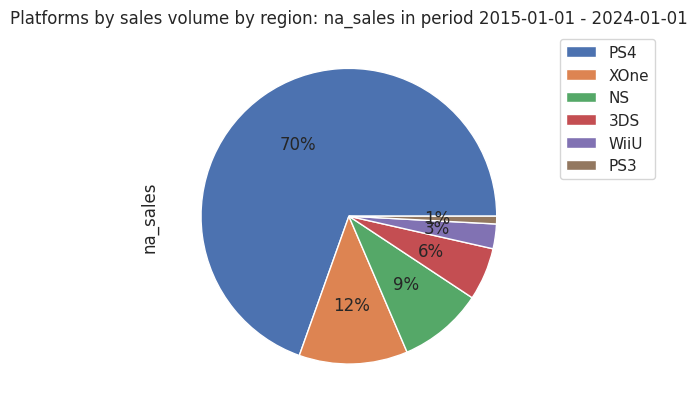 Platforms by sales volume by region: na_sales in period 2015-01-01 - 2024-01-01
PS4
XOne
NS
3DS
WiiU
PS3
70%
1%
3%
6%
9%
12%
na_sales